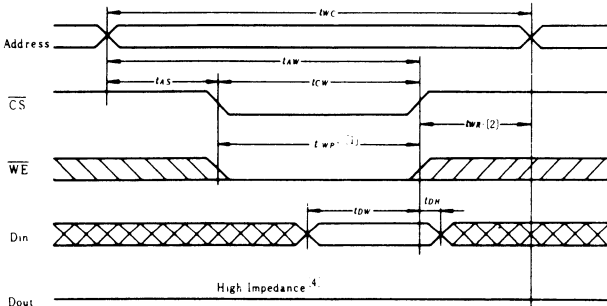 tWC
Address
tAW
tAS
tCW
CS
tWR (2)
tWP (1)
WE
tDW
tDH
Din
High Impedance (4)
Dout